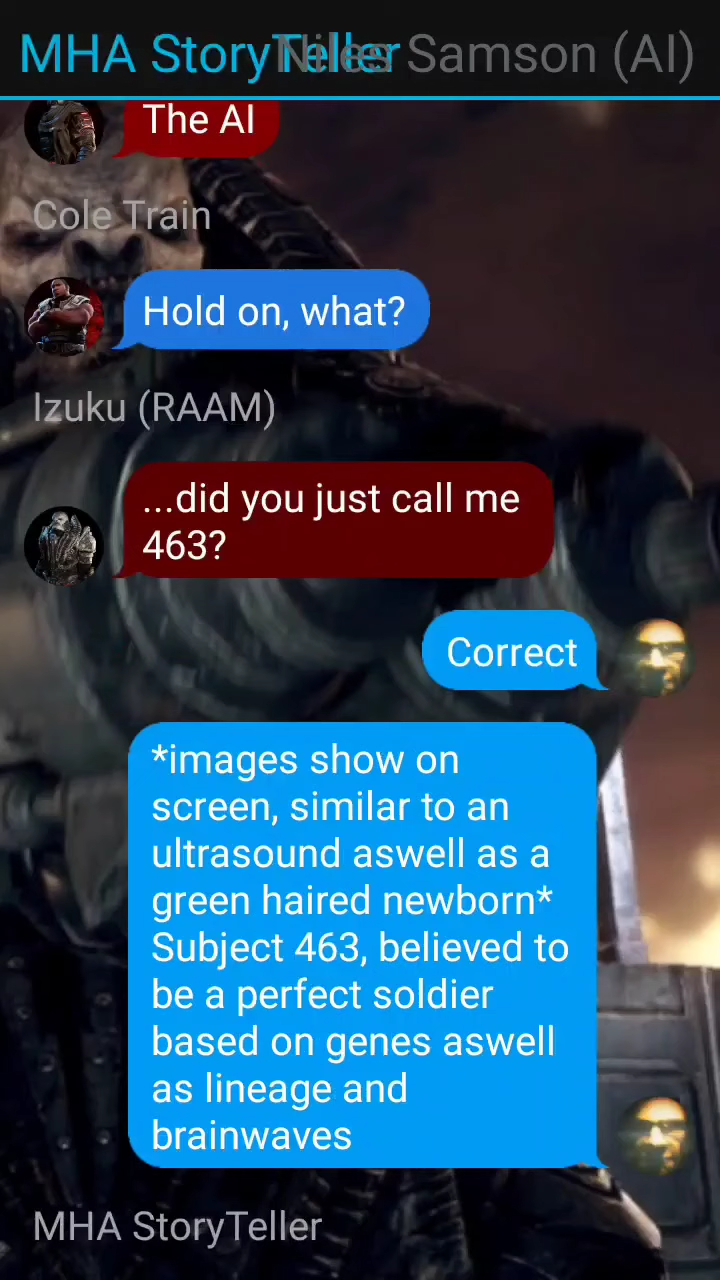 MHA StoryTeller Niles Samson (AI)
The AI
Cole Train
Hold on, what?
Izuku (RAAM)
...did you just call me
463?
Correct
*images show on
screen, similar to an
ultrasound aswell as a
green haired newborn*
Subject 463, believed to
be a perfect soldier
based on genes aswell
as lineage and
brainwaves
MHA StoryTeller